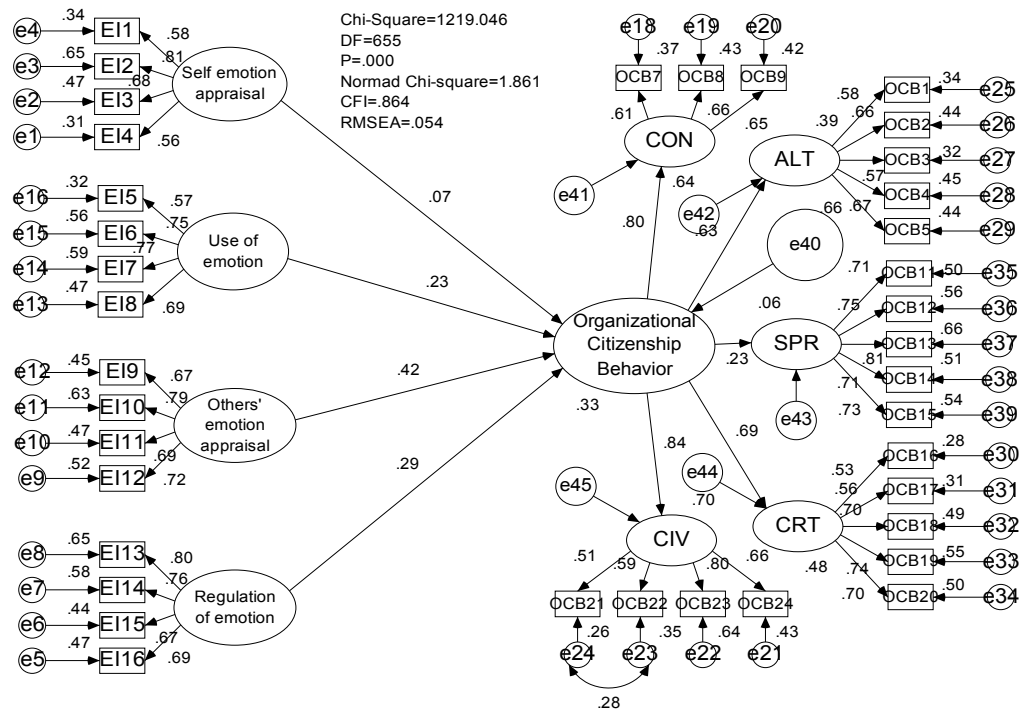 Chi-Square=1219.046
DF=655
P=.000
Normad Chi-square=1.861
CFI=.864
RMSEA=.054
e4 .34 EI1 .58
e3 .65 EI2 .81
e2 .47 EI3 .68
e1 .31 EI4 .56
Self emotion
appraisal
.07
e16 .32 EI5 .57
e15 .56 EI6 .75
e14 .59 EI7 .77
e13 .47 EI8 .69
Use of
emotion
.23
e12 .45 EI9 .67
e11 .63 EI10 .79
e10 .47 EI11 .69
e9 .52 EI12 .72
Others'
emotion
appraisal
.42
e8 .65 EI13 .80
e7 .58 EI14 .76
e6 .44 EI15 .67
e5 .47 EI16 .69
Regulation
of emotion
.29
Organizational
Citizenship
Behavior
.33
e40
e18 e19 e20
.37 .43 .42
OCB7 OCB8 OCB9
.61 .66 .65
CON
.64
e41
.80
ALT
.39
e42
.63
.58 OCB1 .34 e25
.66 OCB2 .44 e26
OCB3 .32 e27
.57 OCB4 .45 e28
.67 OCB5 .44 e29
.66
SPR
.06
.23
e43
.71 OCB11 .50 e35
.75 OCB12 .56 e36
OCB13 .66 e37
.81 OCB14 .51 e38
.71 OCB15 .54 e39
.73
CRT
.48
.69
e44
.53 OCB16 .28 e30
.56 OCB17 .31 e31
.70 OCB18 .49 e32
.74 OCB19 .55 e33
.70 OCB20 .50 e34
CIV
.70
.84
e45
.51 .59 .80 .66
OCB21 OCB22 OCB23 OCB24
.26 .35 .64 .43
e24 e23 e22 e21
.28